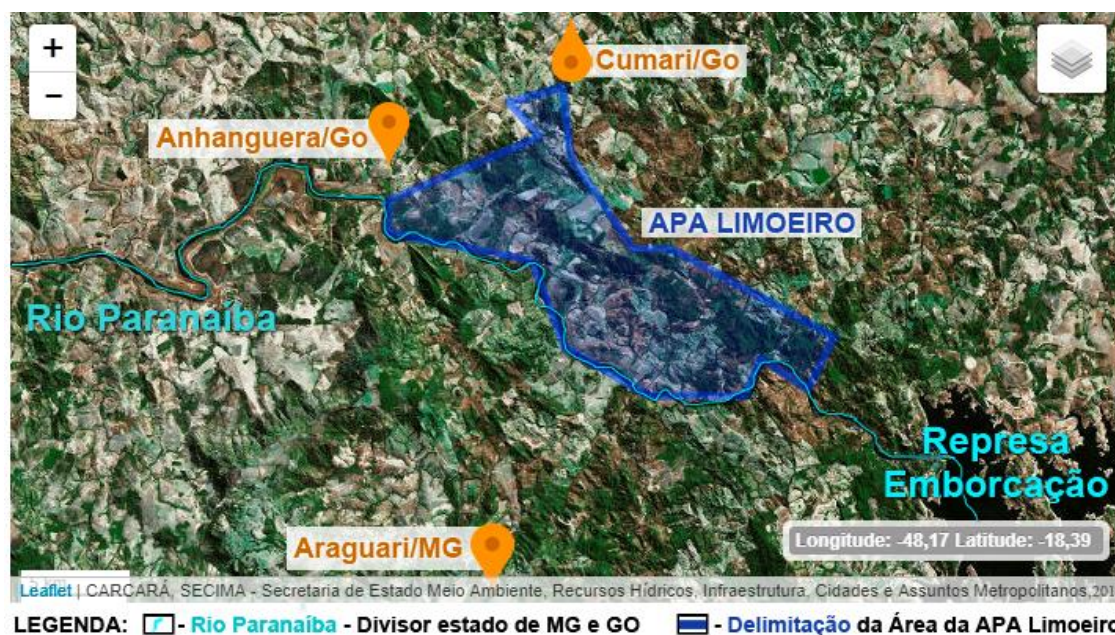 +
−
Cumari/Go
Anhanguera/Go
APA LIMOEIRO
Rio Paranaíba
Represa
Emborcação
Araguari/MG
Longitude: -48,17 Latitude: -18,39
Leaflet | CARCARÁ, SECIMA - Secretaria de Estado Meio Ambiente, Recursos Hídricos, Infraestrutura, Cidades e Assuntos Metropolitanos,201
LEGENDA: - Rio Paranaíba - Divisor estado de MG e GO - Delimitação da Área da APA Limoeiro